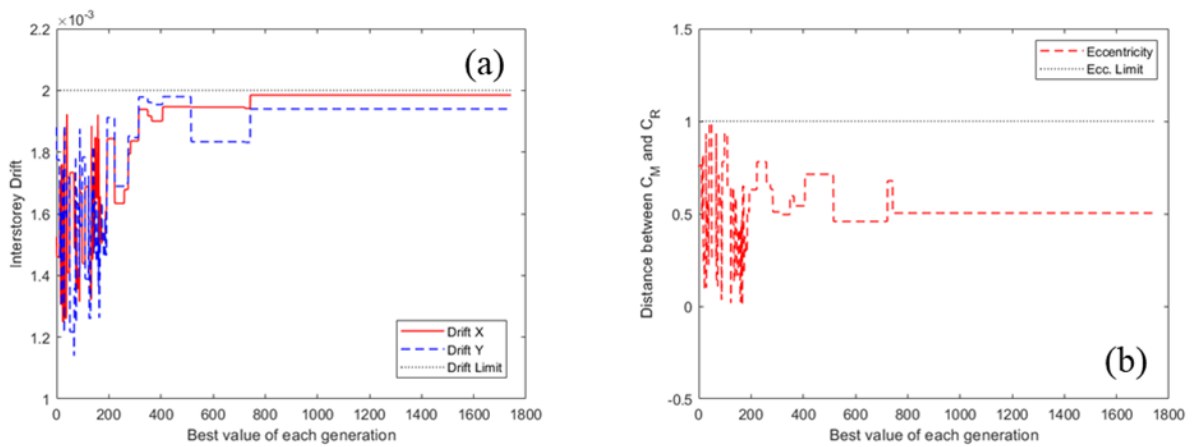 ×10⁻³
2.2
2
1.8
1.6
1.4
1.2
1
0 200 400 600 800 1000 1200 1400 1600 1800
Interstorey Drift
Best value of each generation
(a)
Drift X
Drift Y
Drift Limit
1.5
1
0.5
0
-0.5
0 200 400 600 800 1000 1200 1400 1600 1800
Distance between C_M and C_R
Best value of each generation
Eccentricity
Ecc. Limit
(b)